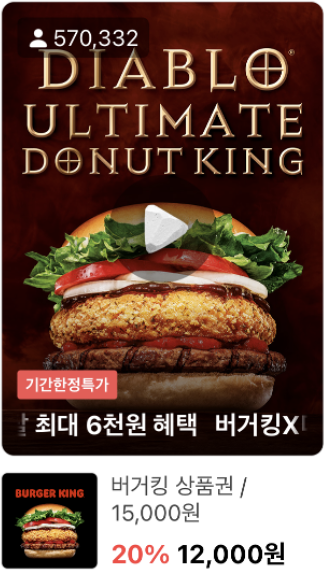 570,332
DIABLO®
ULTIMATE
DONUT KING
기간한정특가
최대 6천원 혜택 버거킹X
BURGER KING
버거킹 상품권 /
15,000원
20% 12,000원